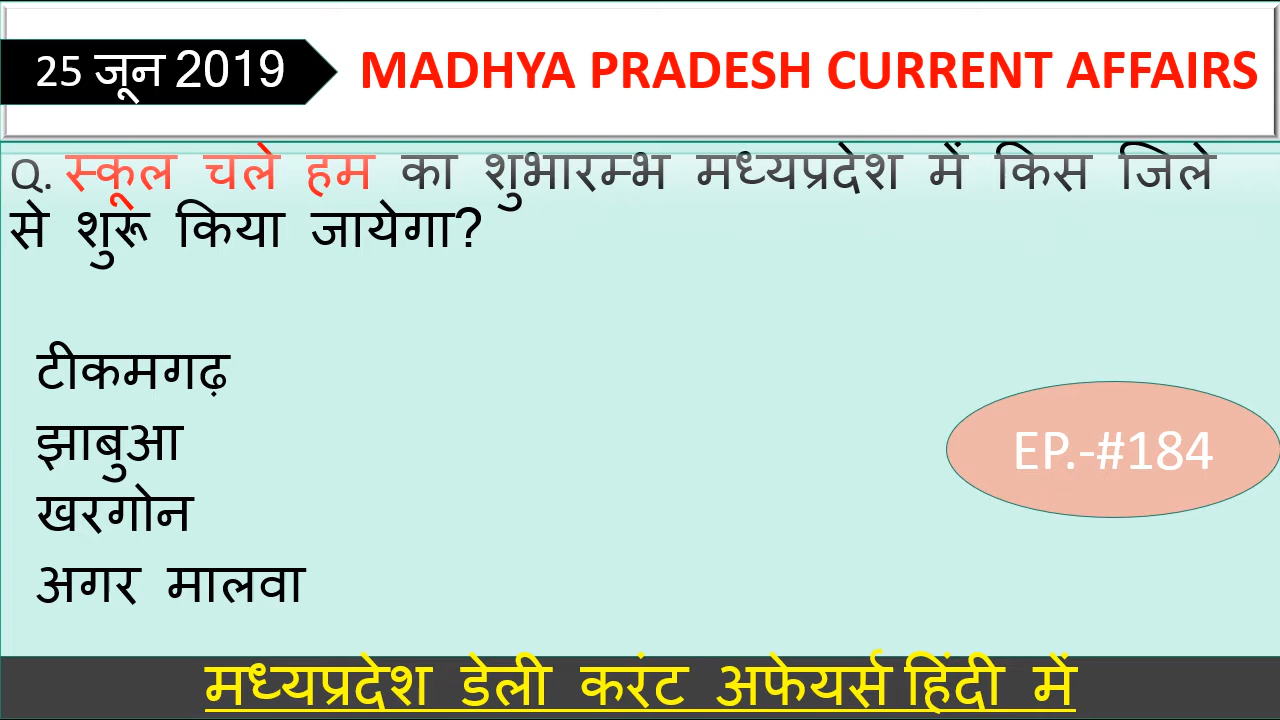 25 जून 2019
MADHYA PRADESH CURRENT AFFAIRS
Q. स्कूल चले हम का शुभारम्भ मध्यप्रदेश में किस जिले
से शुरू किया जायेगा?
टीकमगढ़
झाबुआ
खरगोन
अगर मालवा
EP.-#184
मध्यप्रदेश डेली करंट अफेयर्स हिंदी में